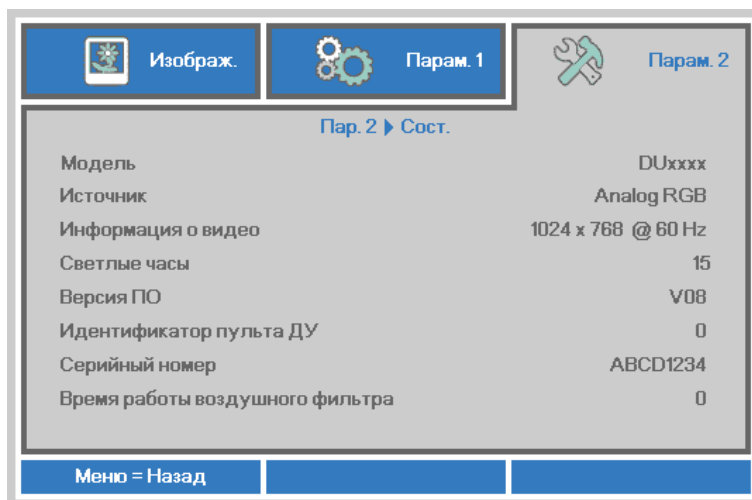 Изображ. Парам. 1 Парам. 2
Пар. 2 Сост.
Модель DUxxxx
Источник Analog RGB
Информация о видео 1024 x 768 @ 60 Hz
Светлые часы 15
Версия ПО V08
Идентификатор пульта ДУ 0
Серийный номер ABCD1234
Время работы воздушного фильтра 0
Меню = Назад